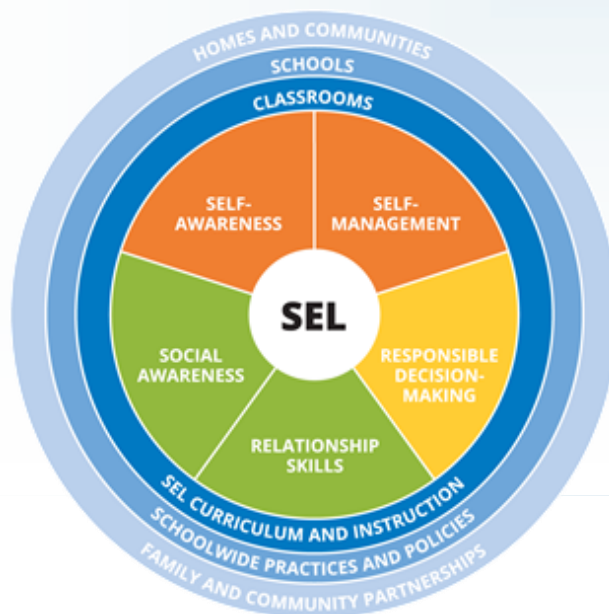 HOMES AND COMMUNITIES
SCHOOLS
CLASSROOMS
SELF-
AWARENESS
SELF-
MANAGEMENT
SEL
SOCIAL
AWARENESS
RESPONSIBLE
DECISION-
MAKING
RELATIONSHIP
SKILLS
SEL CURRICULUM AND INSTRUCTION
SCHOOLWIDE PRACTICES AND POLICIES
FAMILY AND COMMUNITY PARTNERSHIPS